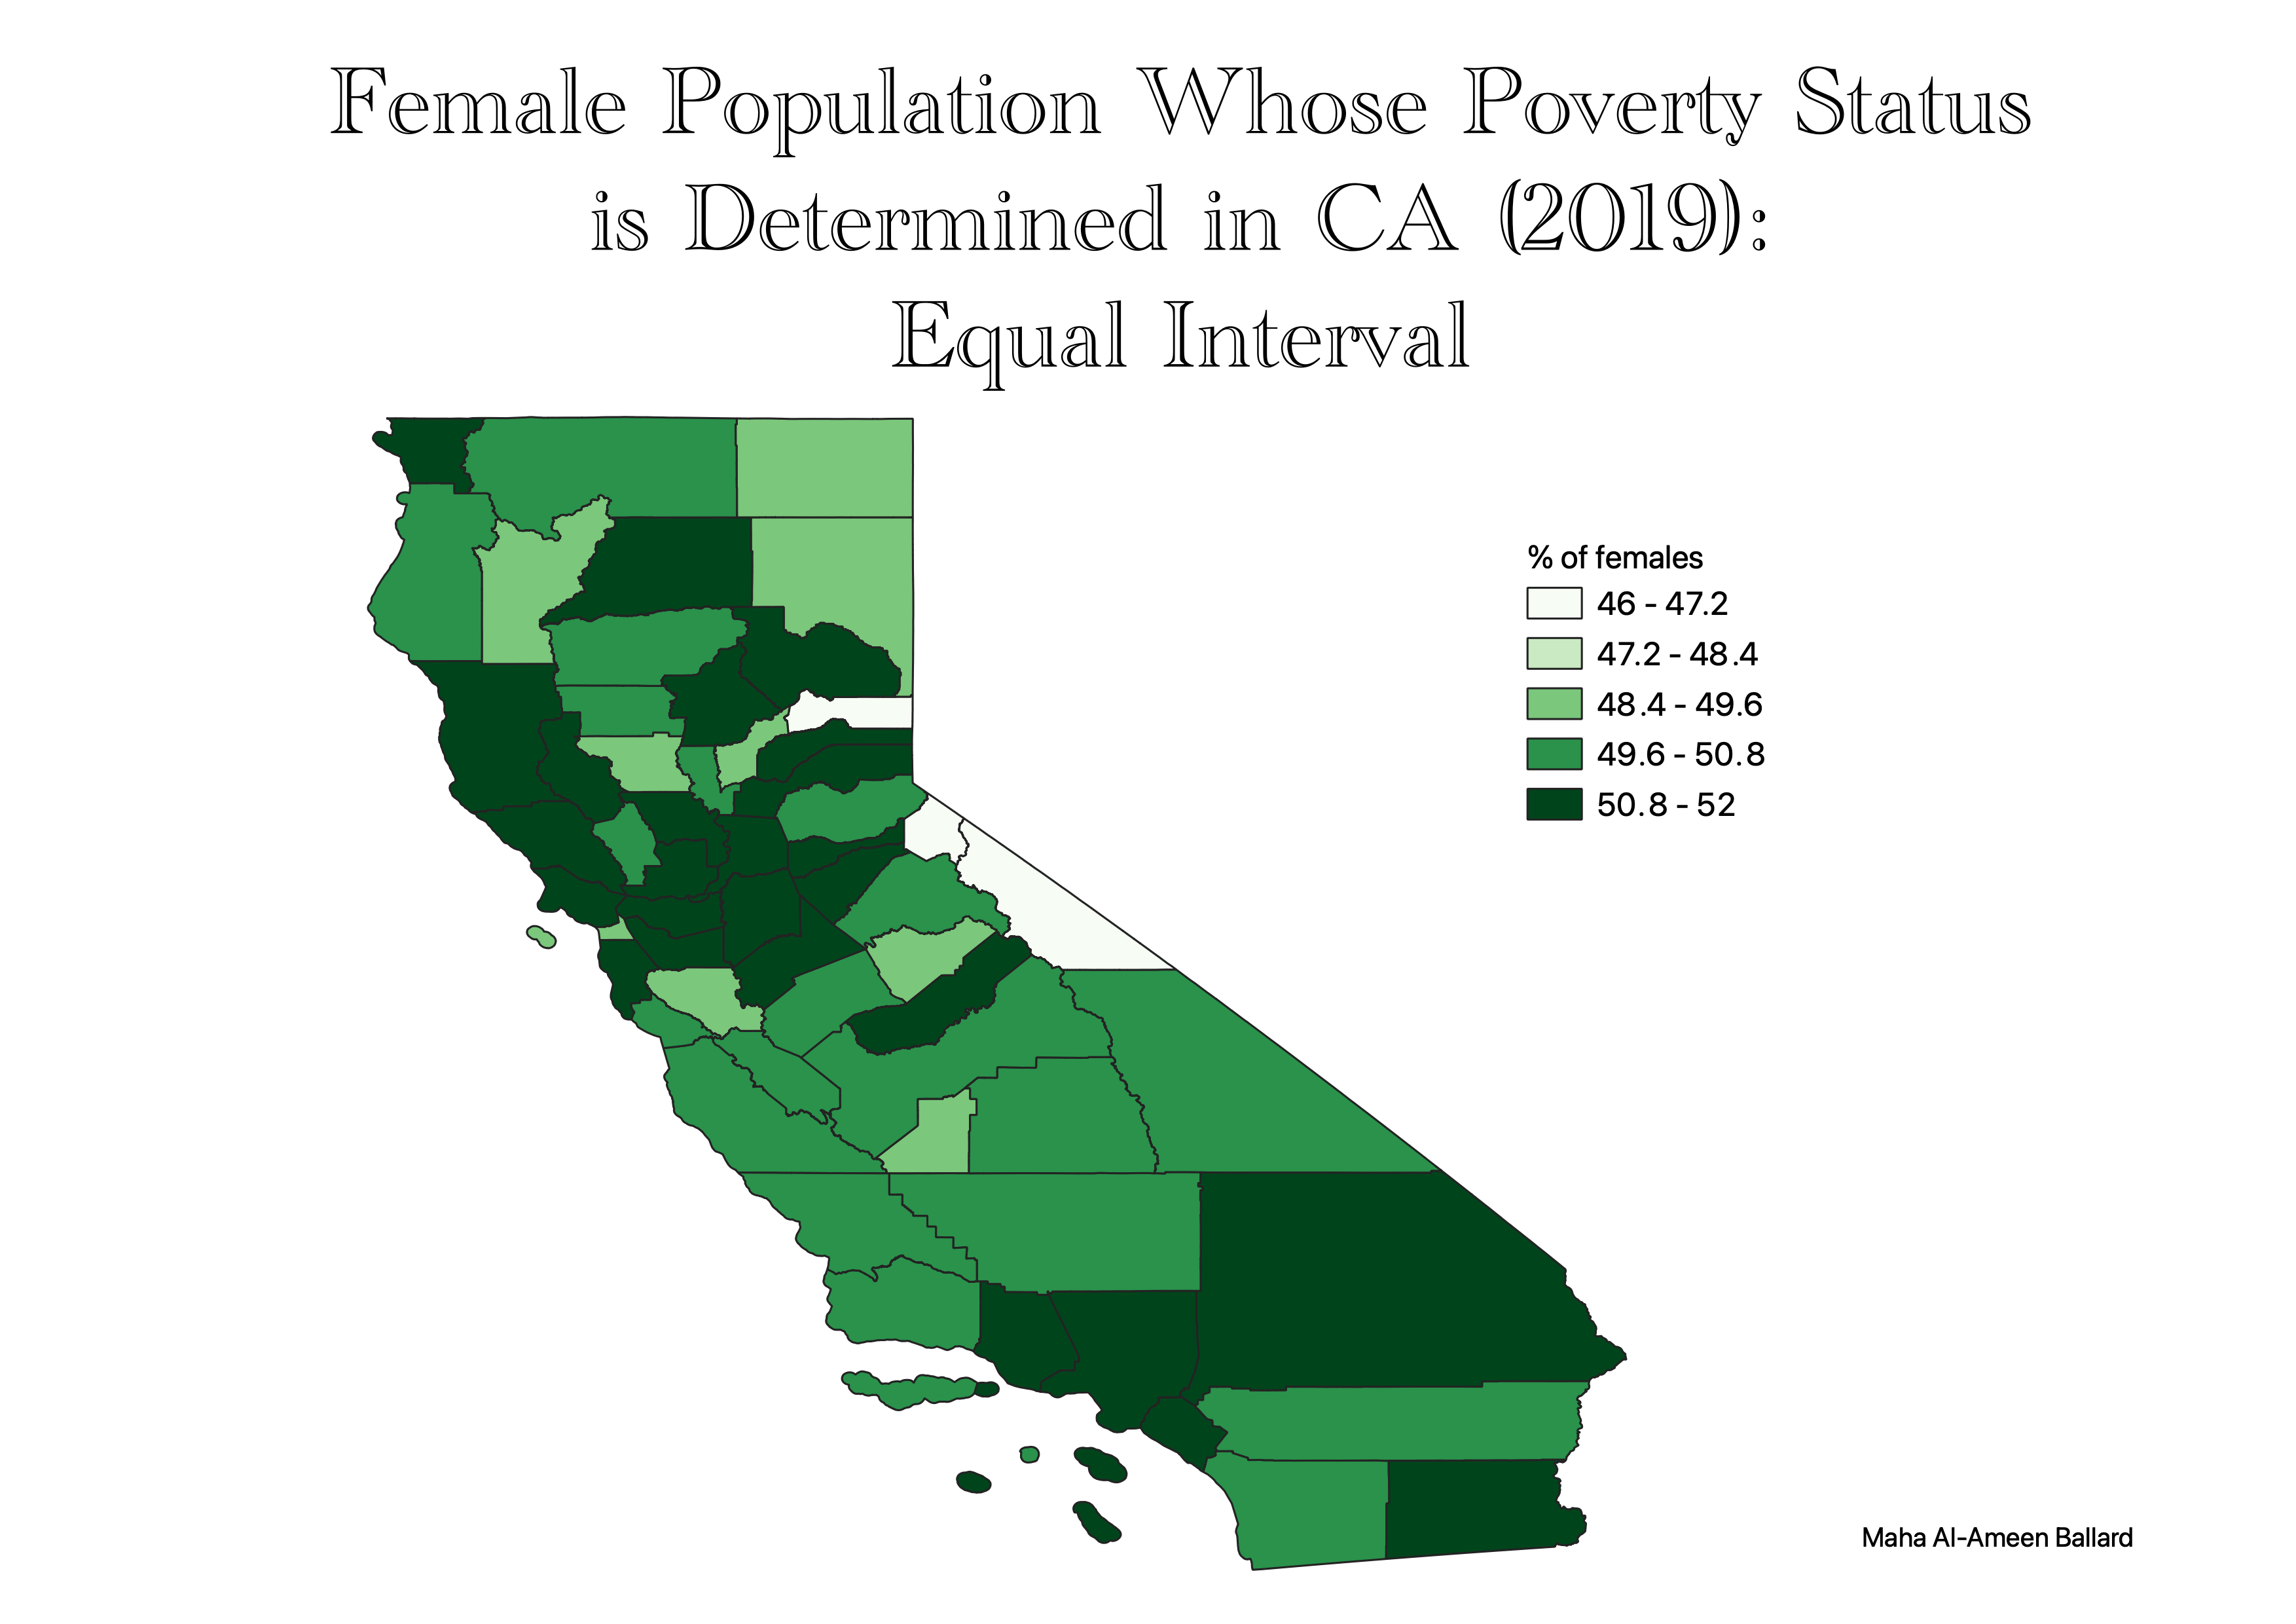 Female Population Whose Poverty Status
is Determined in CA (2019):
Equal Interval
% of females
46 - 47.2
47.2 - 48.4
48.4 - 49.6
49.6 - 50.8
50.8 - 52
Maha Al-Ameen Ballard